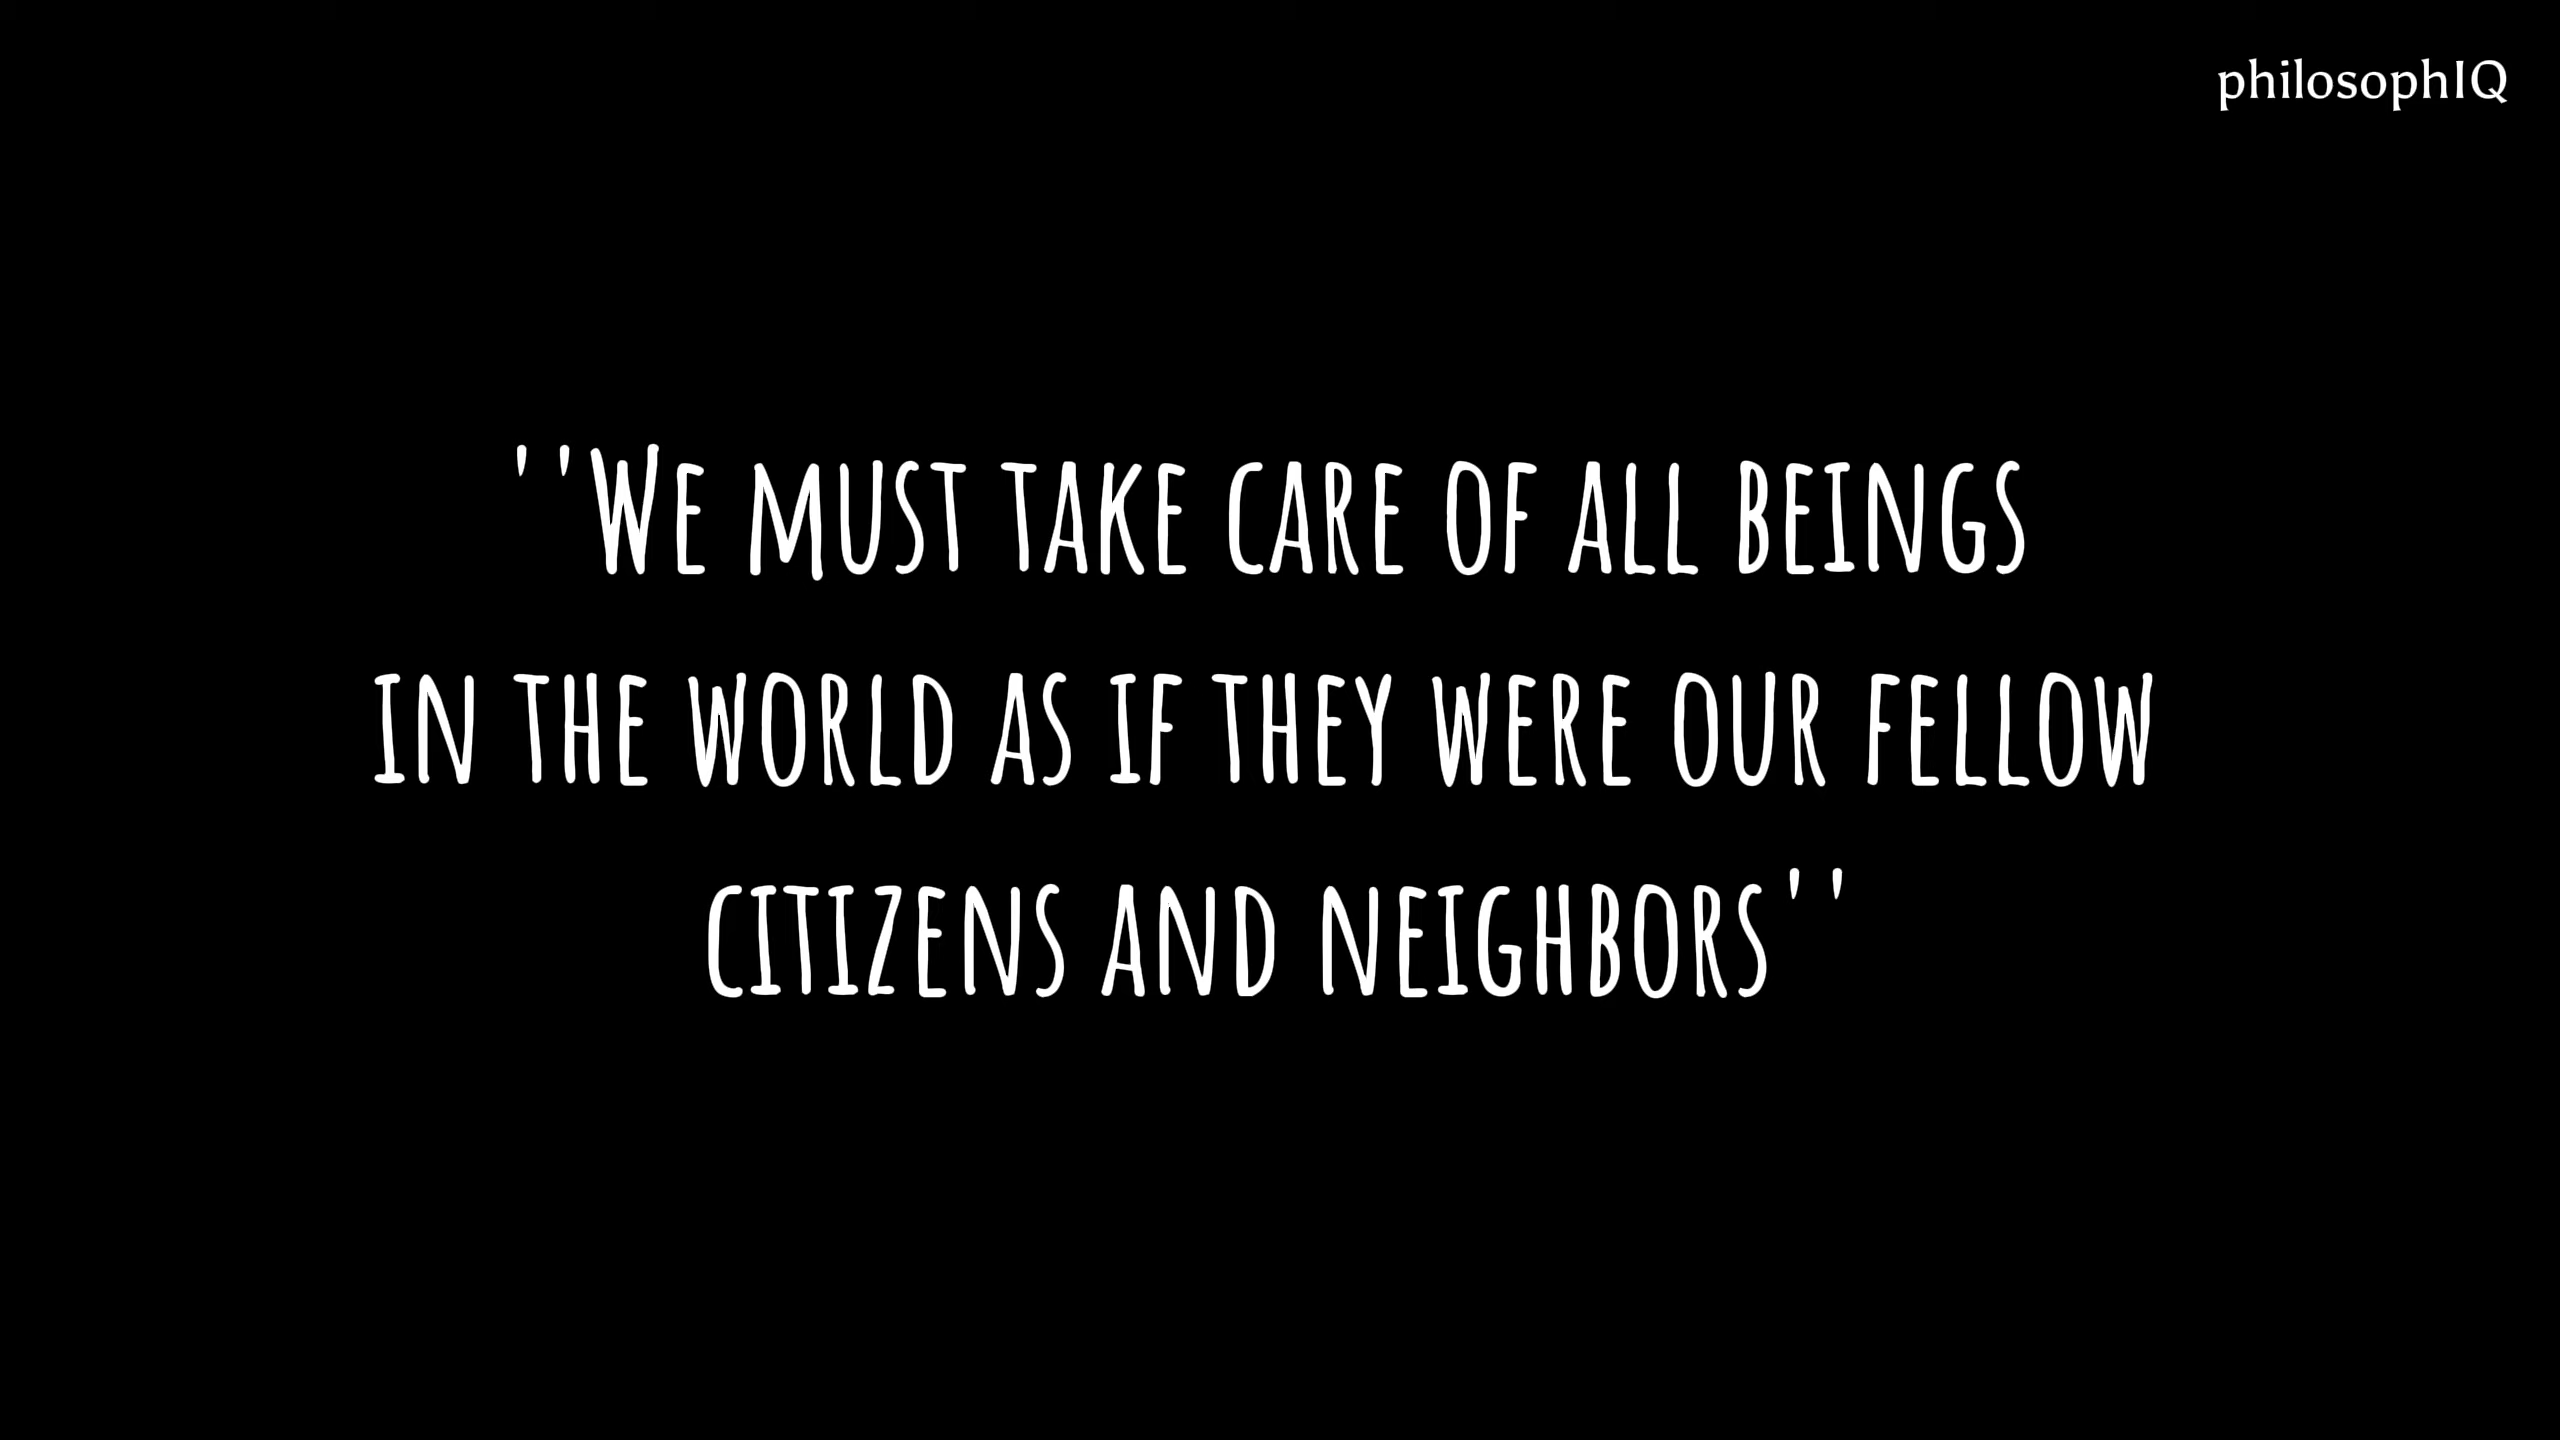 philosophIQ
''We must take care of all beings
in the world as if they were our fellow
citizens and neighbors''